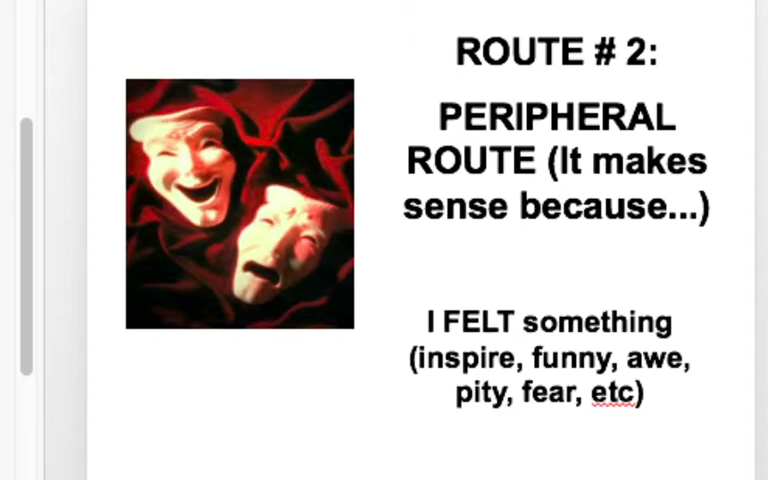 ROUTE # 2:
PERIPHERAL
ROUTE (It makes
sense because...)
I FELT something
(inspire, funny, awe,
pity, fear, etc)